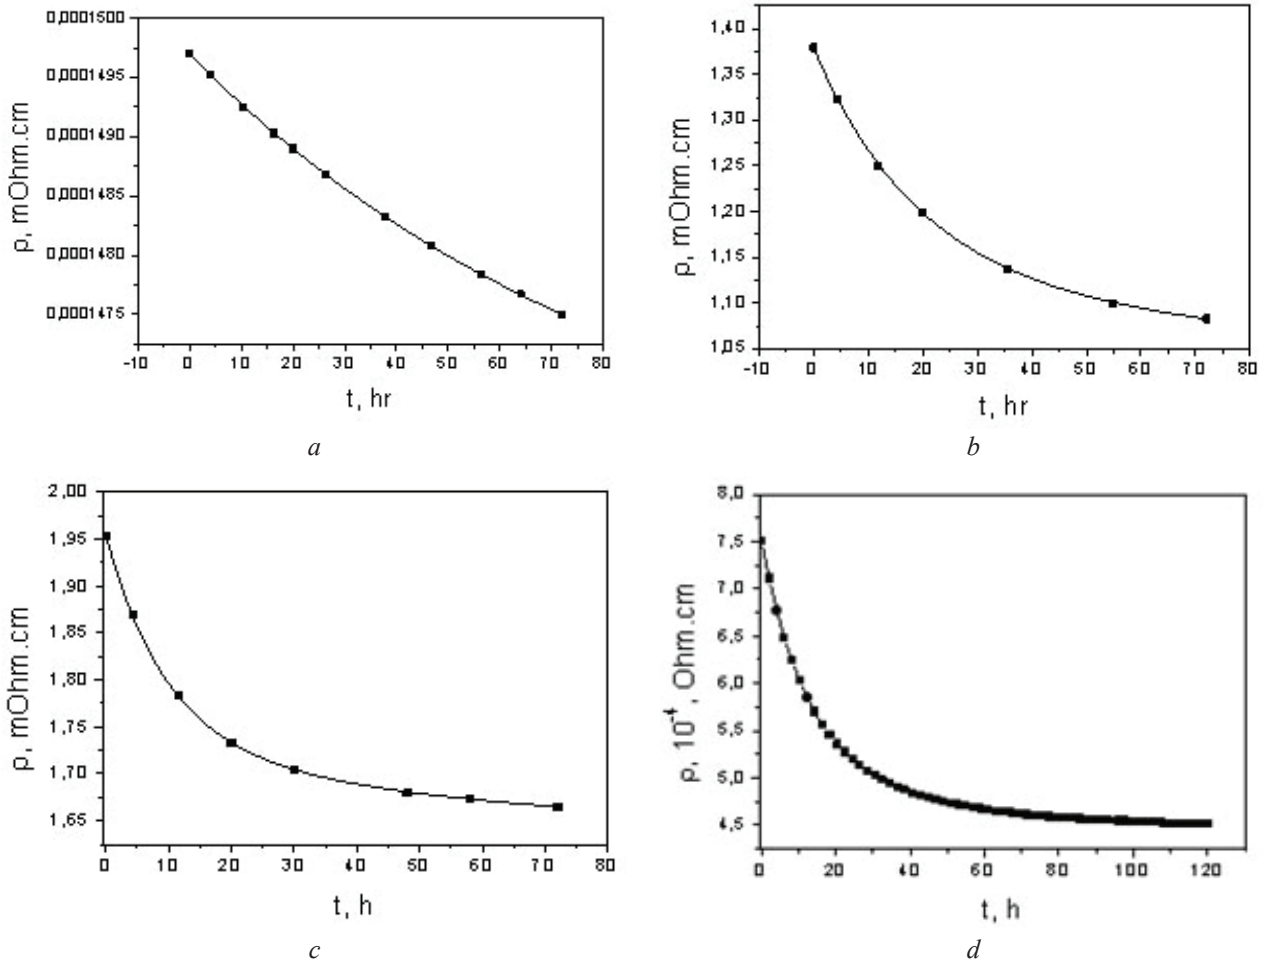 0,0001500
0,0001495
0,0001490
0,0001485
0,0001480
0,0001475
ρ, mOhm.cm
-10 0 10 20 30 40 50 60 70 80
t, hr
a
1,40
1,35
1,30
1,25
1,20
1,15
1,10
1,05
ρ, mOhm.cm
-10 0 10 20 30 40 50 60 70 80
t, hr
b
2,00
1,95
1,90
1,85
1,80
1,75
1,70
1,65
ρ, mOhm.cm
0 10 20 30 40 50 60 70 80
t, h
c
8,0
7,5
7,0
6,5
6,0
5,5
5,0
4,5
ρ, 10⁻⁴, Ohm.cm
0 20 40 60 80 100 120
t, h
d